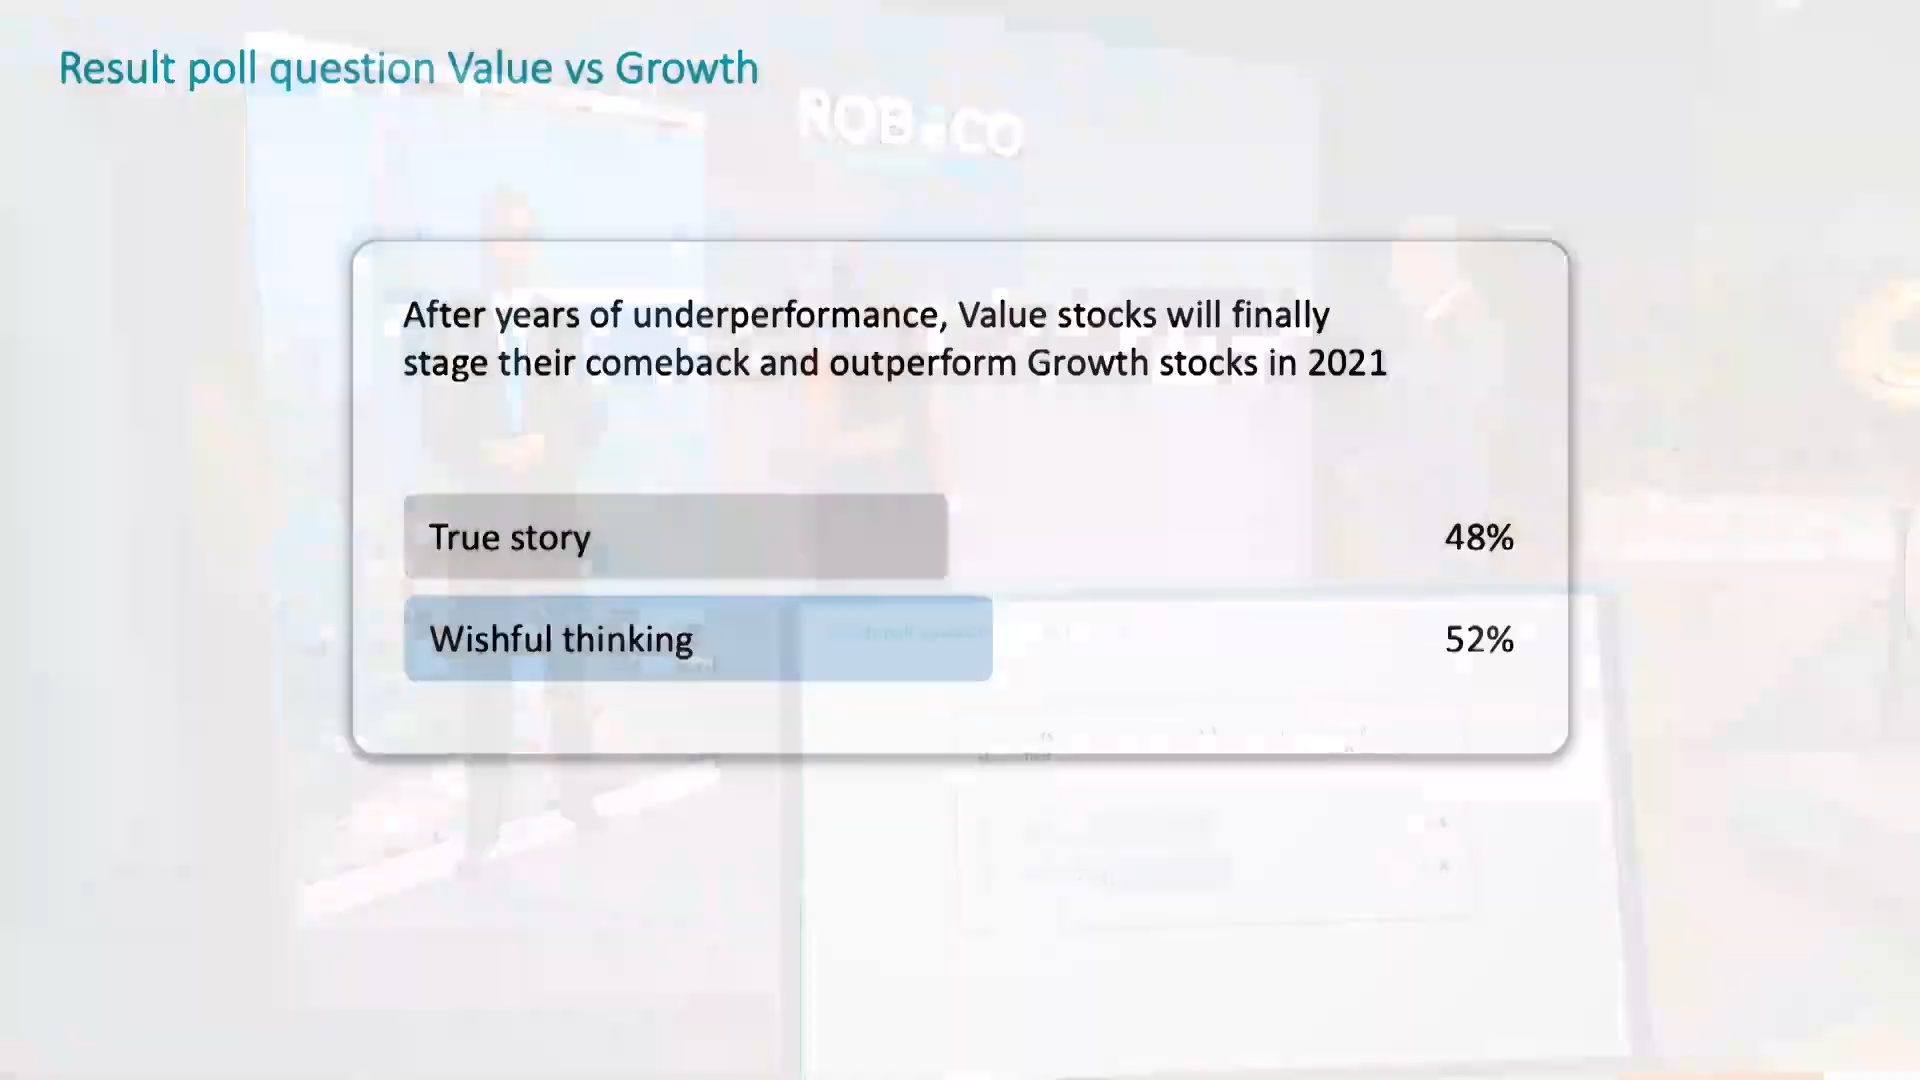 Result poll question Value vs Growth
ROBECO
After years of underperformance, Value stocks will finally
stage their comeback and outperform Growth stocks in 2021
True story
48%
Wishful thinking
52%